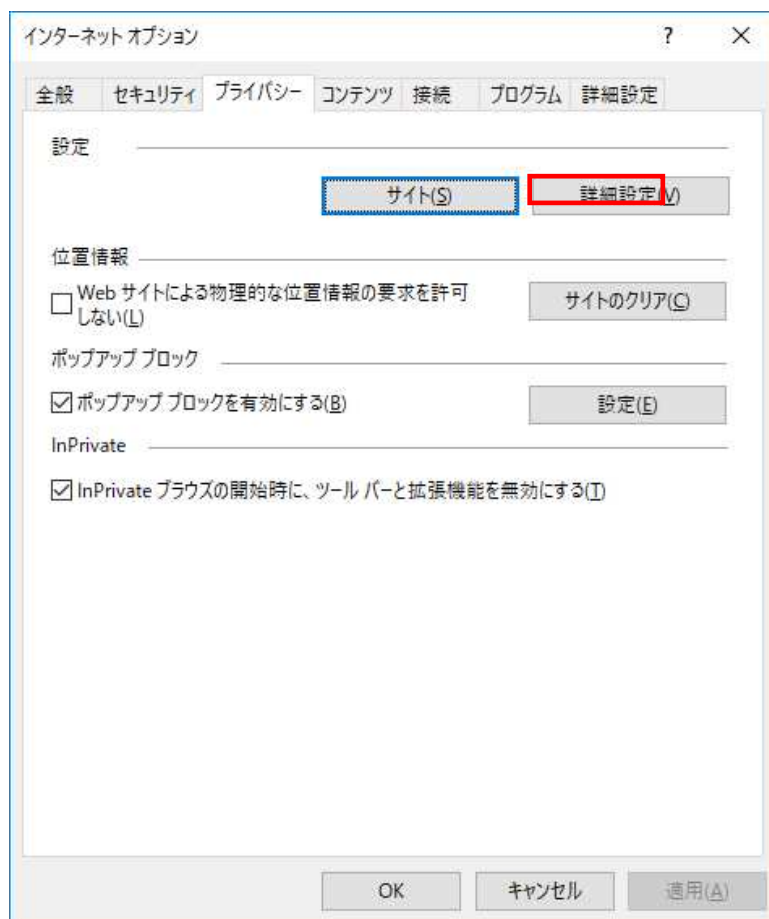 インターネット オプション ? ×
全般 セキュリティ プライバシー コンテンツ 接続 プログラム 詳細設定
設定
サイト(S) 詳細設定(V)
位置情報
Web サイトによる物理的な位置情報の要求を許可
しない(L)
サイトのクリア(C)
ポップアップ ブロック
ポップアップ ブロックを有効にする(B) 設定(E)
InPrivate
InPrivate ブラウズの開始時に、ツール バーと拡張機能を無効にする(T)
OK キャンセル 適用(A)